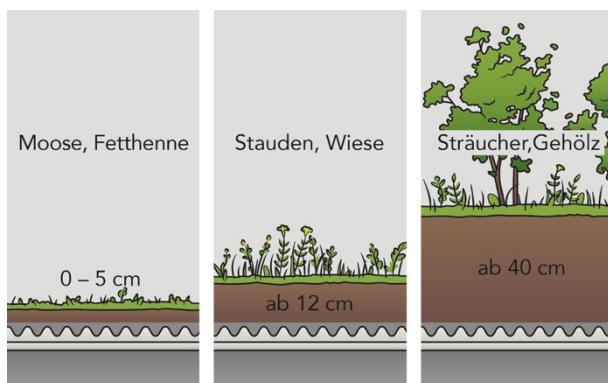 Moose, Fetthenne
0 – 5 cm
Stauden, Wiese
ab 12 cm
Sträucher,Gehölz
ab 40 cm